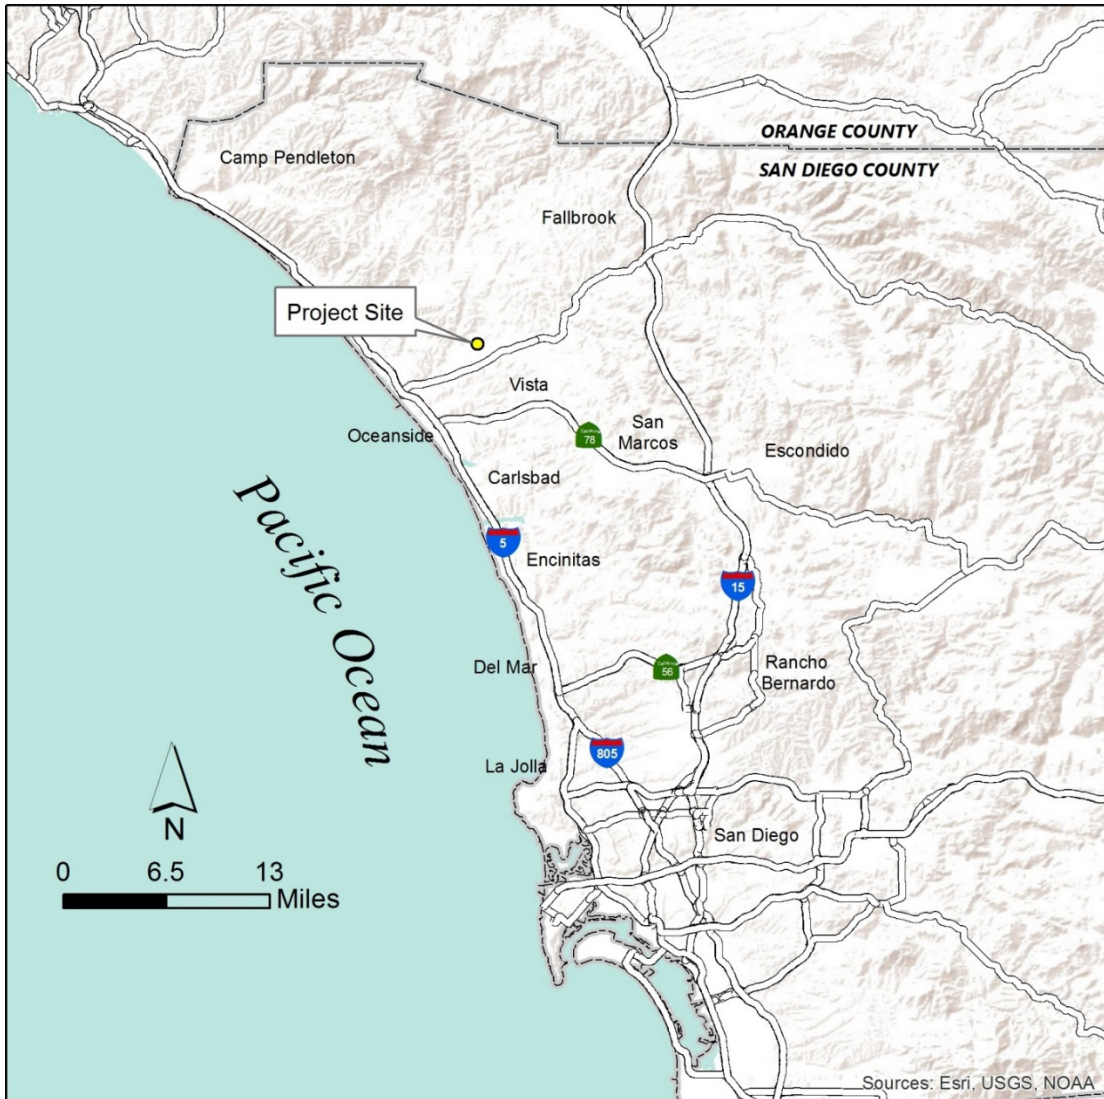 ORANGE COUNTY
SAN DIEGO COUNTY
Camp Pendleton
Fallbrook
Project Site
Vista
Oceanside
California
78
San
Marcos
Escondido
Carlsbad
5
Encinitas
15
Del Mar
California
56
Rancho
Bernardo
Pacific Ocean
805
La Jolla
N
San Diego
0 6.5 13
Miles
Sources: Esri, USGS, NOAA